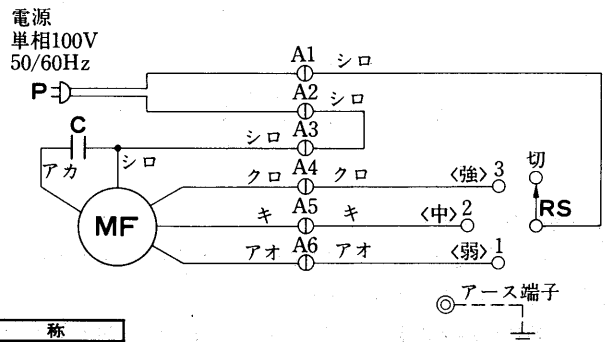 電源
単相100V
50/60Hz
P
A1 シロ
A2 シロ
C
シロ A3
アカ
シロ
クロ A4 クロ 〈強〉3
切
RS
MF
キ A5 キ 〈中〉2
アオ A6 アオ 〈弱〉1
アース端子
称